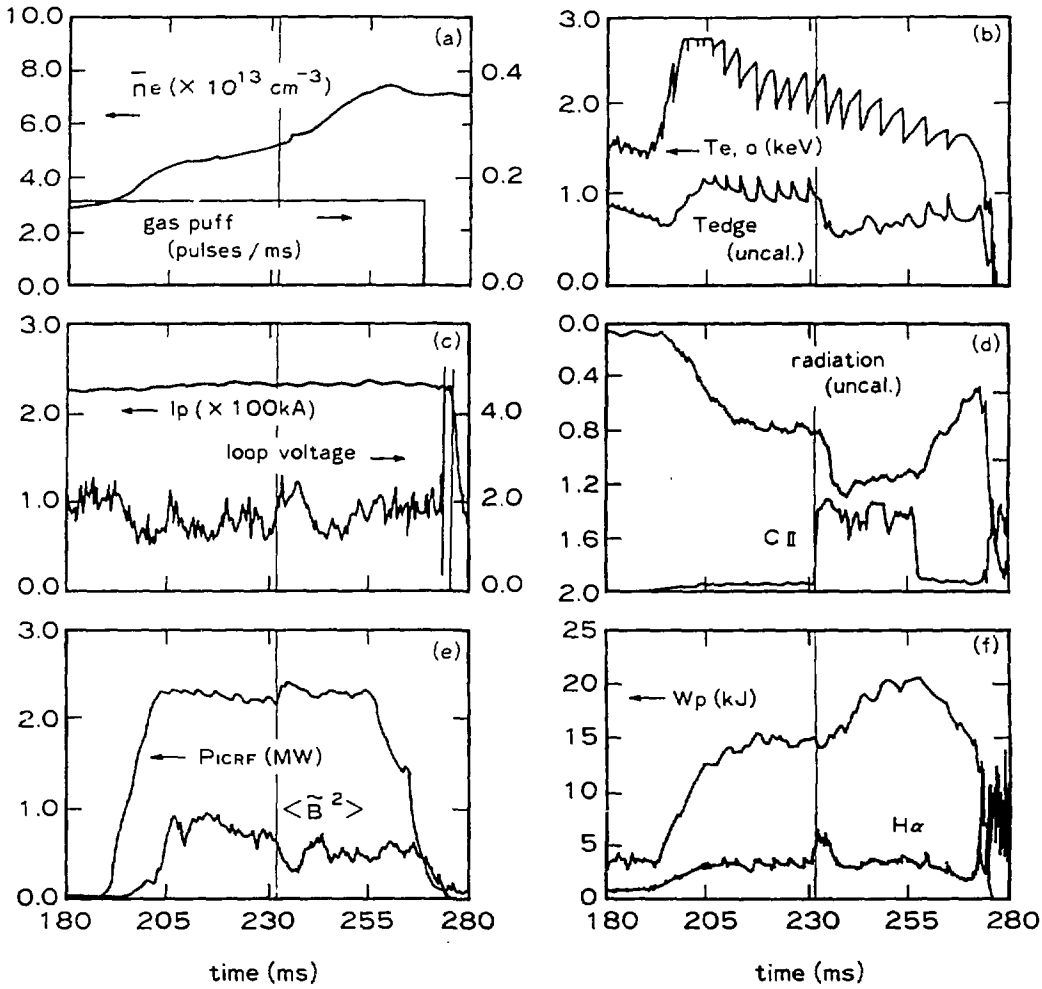 (a)
n̄e (× 10¹³ cm⁻³)
gas puff
(pulses/ms)
10.0
8.0
6.0
4.0
2.0
0.0
0.4
0.2
0.0
(b)
Te, o (keV)
Tedge
(uncal.)
3.0
2.0
1.0
0.0
180
205
230
255
280
(c)
Ip (× 100kA)
loop voltage
3.0
2.0
1.0
0.0
4.0
2.0
0.0
(d)
radiation
(uncal.)
C II
0.0
0.4
0.8
1.2
1.6
2.0
(e)
PICRF (MW)
< B̃ ² >
3.0
2.0
1.0
0.0
180
205
230
255
280
time (ms)
(f)
Wp (kJ)
Hα
25
20
15
10
5
0
180
205
230
255
280
time (ms)